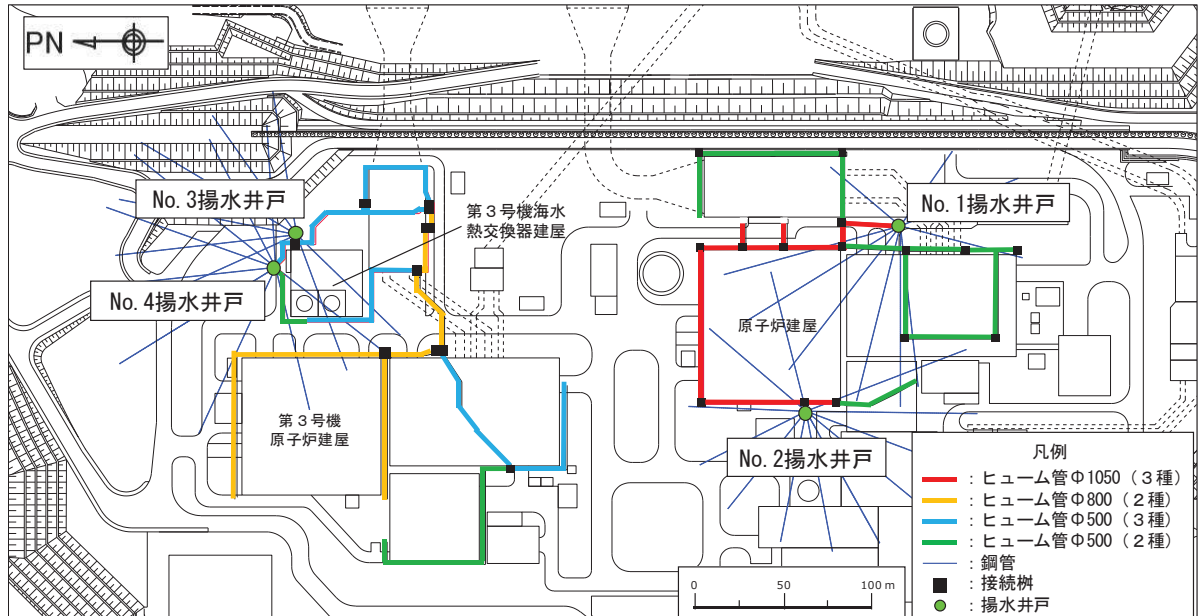 PN
No.3揚水井戸
第３号機海水
熱交換器建屋
No.1揚水井戸
No.4揚水井戸
原子炉建屋
第３号機
原子炉建屋
No.2揚水井戸
凡例
：ヒューム管Φ1050（３種）
：ヒューム管Φ800（２種）
：ヒューム管Φ500（３種）
：ヒューム管Φ500（２種）
：鋼管
：接続桝
：揚水井戸
0 50 100 m